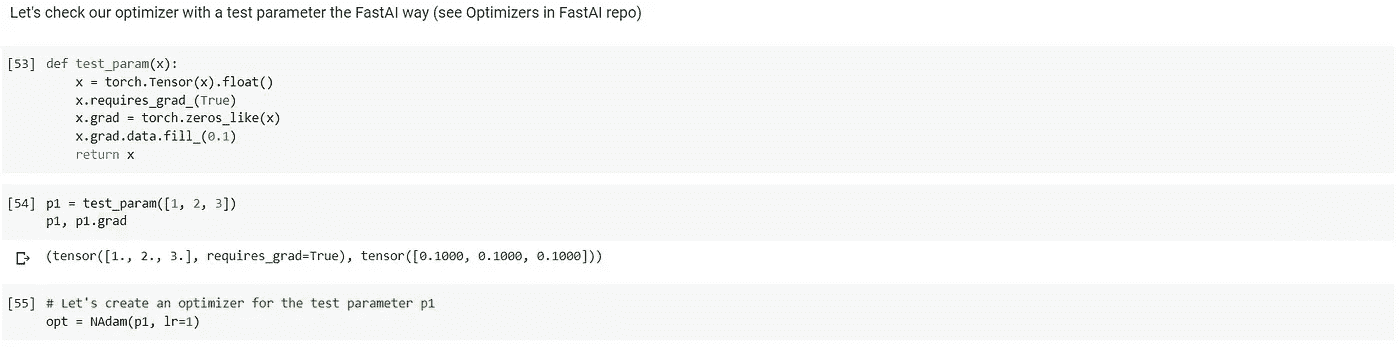 Let's check our optimizer with a test parameter the FastAI way (see Optimizers in FastAI repo)
[53] def test_param(x):
x = torch.Tensor(x).float()
x.requires_grad_(True)
x.grad = torch.zeros_like(x)
x.grad.data.fill_(0.1)
return x
[54] p1 = test_param([1, 2, 3])
p1, p1.grad
(tensor([1., 2., 3.], requires_grad=True), tensor([0.1000, 0.1000, 0.1000]))
[55] # Let's create an optimizer for the test parameter p1
opt = NAdam(p1, lr=1)